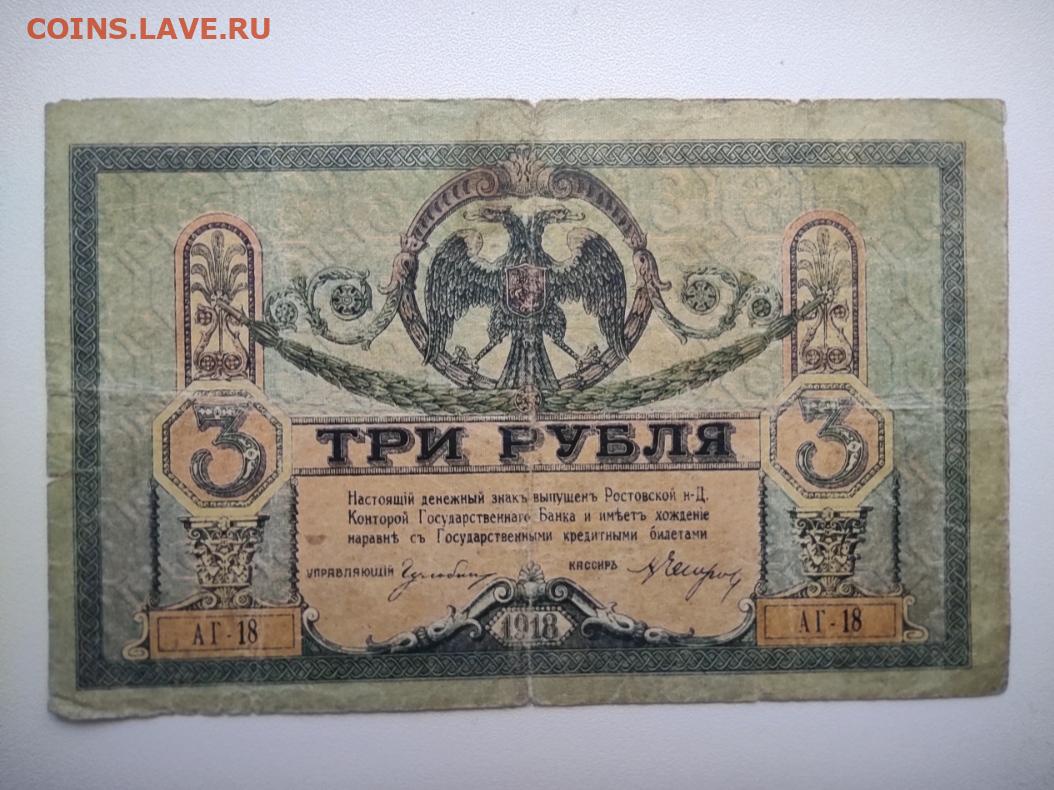 COINS.LAVE.RU
3 ТРИ РУБЛЯ 3
Настоящій денежный знакъ выпущенъ Ростовской н-Д.
Конторой Государственнаго Банка и имѣетъ хожденіе
наравнѣ съ Государственными кредитными билетами
УПРАВЛЯЮЩІЙ КАССИРЪ
АГ-18 1918 АГ-18